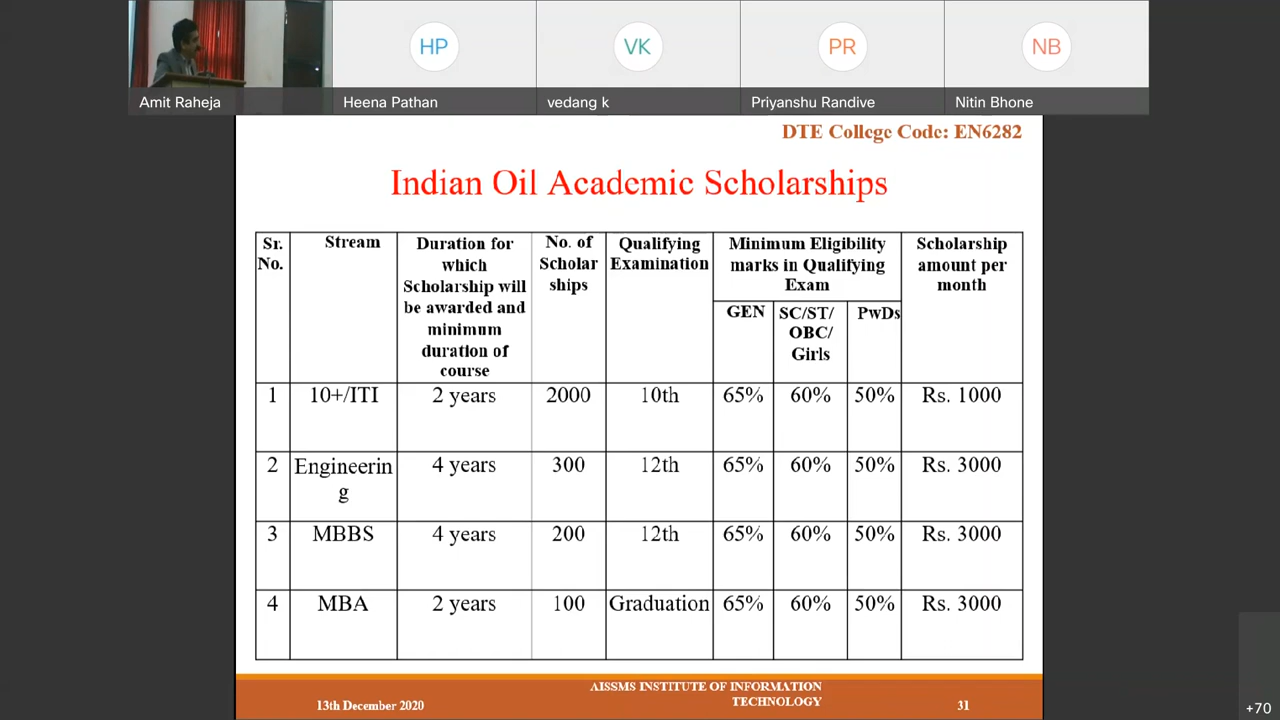 HP
VK
PR
NB
Amit Raheja
Heena Pathan
vedang k
Priyanshu Randive
Nitin Bhone
DTE College Code: EN6282
Indian Oil Academic Scholarships
Sr. No.
Stream
Duration for which Scholarship will be awarded and minimum duration of course
No. of Scholar ships
Qualifying Examination
Minimum Eligibility marks in Qualifying Exam
Scholarship amount per month
GEN
SC/ST/ OBC/ Girls
PwDs
1 10+/ITI 2 years 2000 10th 65% 60% 50% Rs. 1000
2 Engineerin g 4 years 300 12th 65% 60% 50% Rs. 3000
3 MBBS 4 years 200 12th 65% 60% 50% Rs. 3000
4 MBA 2 years 100 Graduation 65% 60% 50% Rs. 3000
13th December 2020
AISSMS INSTITUTE OF INFORMATION
TECHNOLOGY
31
+70